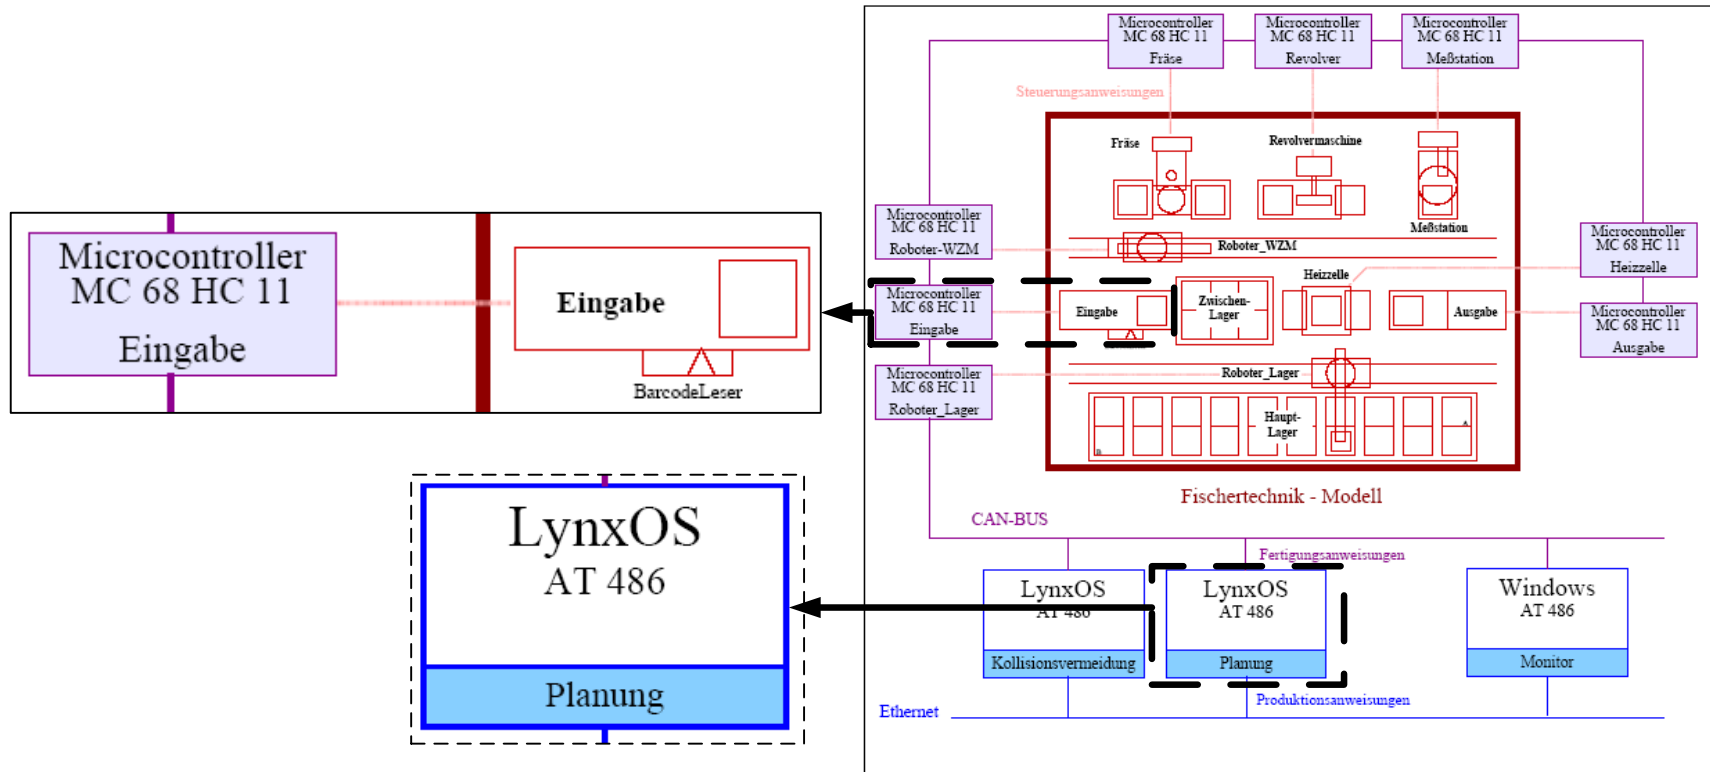 Microcontroller
MC 68 HC 11
Eingabe
Eingabe
BarcodeLeser
LynxOS
AT 486
Planung
Microcontroller
MC 68 HC 11
Fräse
Microcontroller
MC 68 HC 11
Revolver
Microcontroller
MC 68 HC 11
Meßstation
Steuerungsanweisungen
Fräse
Revolvermaschine
Meßstation
Microcontroller
MC 68 HC 11
Roboter-WZM
Roboter_WZM
Microcontroller
MC 68 HC 11
Heizzelle
Microcontroller
MC 68 HC 11
Eingabe
Eingabe
Zwischen-
Lager
Heizzelle
Ausgabe
Microcontroller
MC 68 HC 11
Ausgabe
Microcontroller
MC 68 HC 11
Roboter_Lager
Roboter_Lager
Haupt-
Lager
A
B
Fischertechnik - Modell
CAN-BUS
Fertigungsanweisungen
LynxOS
AT 486
Kollisionsvermeidung
LynxOS
AT 486
Planung
Windows
AT 486
Monitor
Produktionsanweisungen
Ethernet